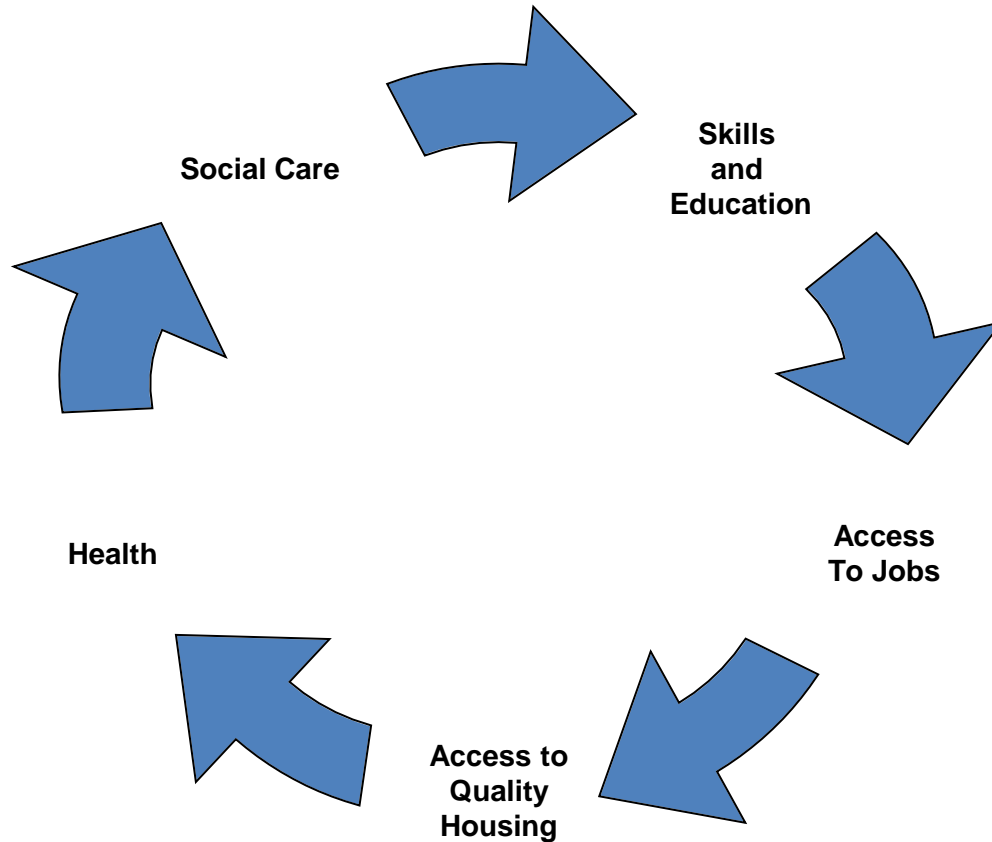 Social Care
Skills
and
Education
Access
To Jobs
Access to
Quality
Housing
Health